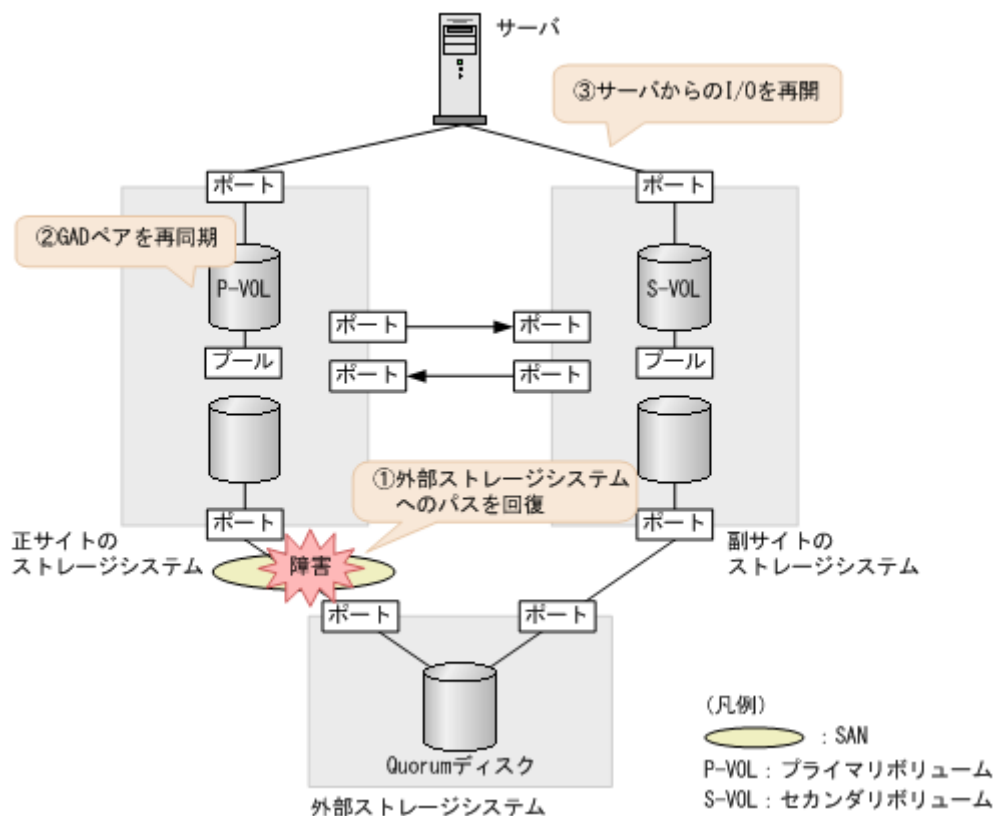 サーバ
③サーバからのI/Oを再開
ポート
ポート
②GADペアを再同期
P-VOL
S-VOL
ポート
ポート
プール
プール
ポート
ポート
①外部ストレージシステム
へのパスを回復
ポート
ポート
正サイトの
ストレージシステム
副サイトの
ストレージシステム
障害
ポート
ポート
(凡例)
:SAN
Quorumディスク
P-VOL:プライマリボリューム
外部ストレージシステム
S-VOL:セカンダリボリューム